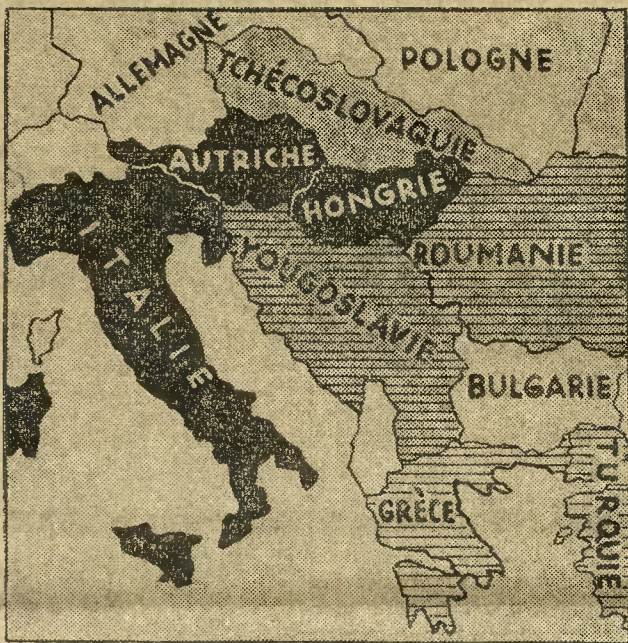 ALLEMAGNE
POLOGNE
TCHÉCOSLOVAQUIE
AUTRICHE
HONGRIE
ITALIE
YOUGOSLAVIE
ROUMANIE
BULGARIE
GRÈCE
TURQUIE